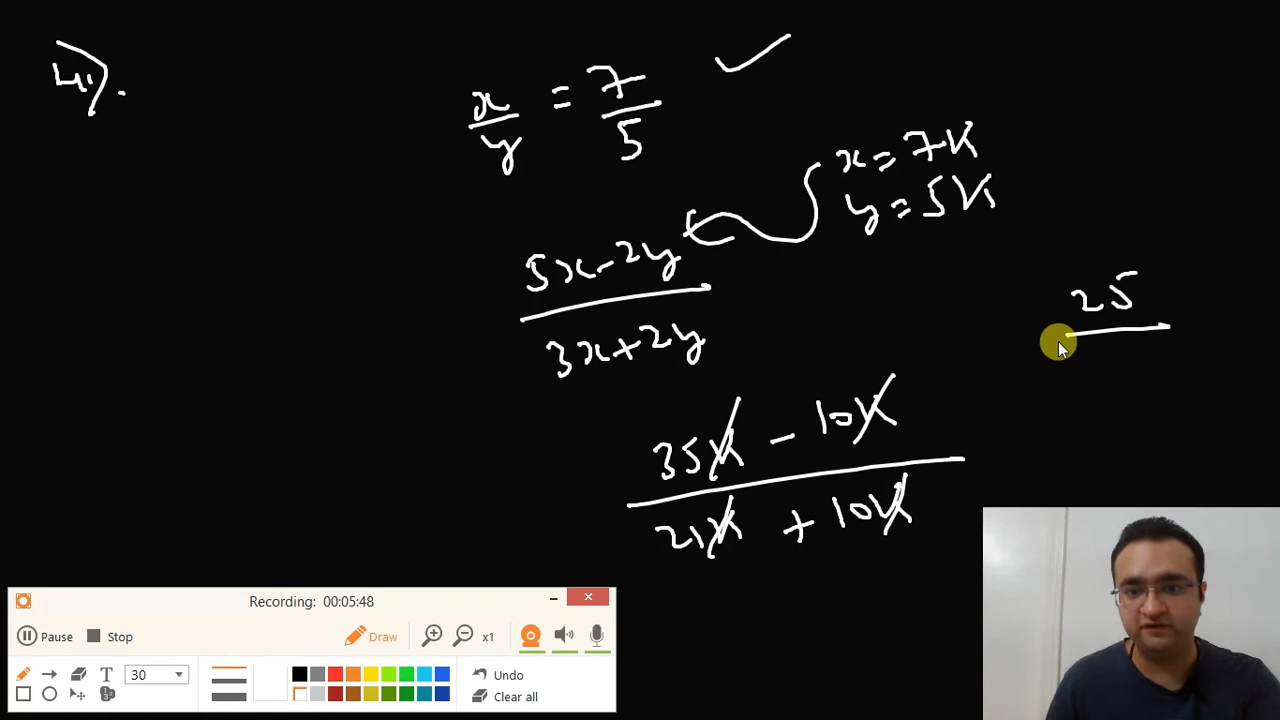 4).
x/y = 7/5 ✓
x = 7K
y = 5K
5x-2y
3x+2y
25
35K - 10K
21K + 10K
Recording: 00:05:48
Pause Stop Draw x1
T 30 Undo
Clear all